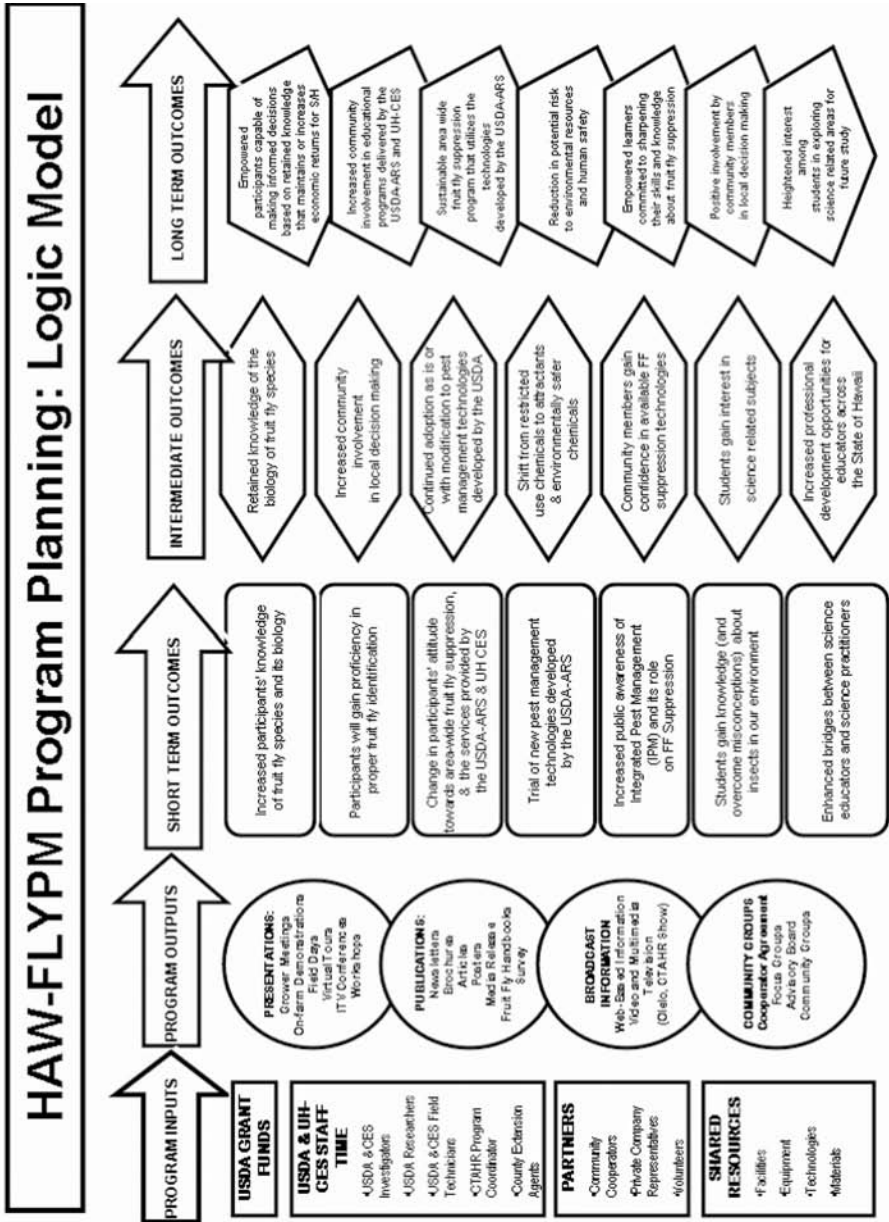 HAW-FLYPM Program Planning: Logic Model
PROGRAM INPUTS
USDA GRANT
FUNDS
USDA & UH-
CES STAFF
TIME
•USDA & CES
Investigators
•USDA Researchers
•USDA & CES Field
Technicians
•CTAHR Program
Coordinator
•County Extension
Agents
PARTNERS
•Community
Cooperators
•Private Company
Representatives
•Volunteers
SHARED
RESOURCES
•Facilities
•Equipment
•Technologies
•Materials
PROGRAM OUTPUTS
PRESENTATIONS:
Grower Meetings
On-farm Demonstrations
Field Days
Virtual Tours
ITV Conferences
Workshops
PUBLICATIONS:
Newsletters
Brochures
Articles
Posters
Media Release
Fruit Fly Handbooks
Survey
BROADCAST
INFORMATION
Web-Based Information
Video and Multimedia
Television
(Olelo, CTAHR Show)
COMMUNITY GROUPS
Cooperator Agreement
Focus Groups
Advisory Board
Community Groups
SHORT TERM OUTCOMES
Increased participants' knowledge
of fruit fly species and its biology
Participants will gain proficiency in
proper fruit fly identification
Change in participants' attitude
towards area-wide fruit fly suppression,
& the services provided by
the USDA-ARS & UH CES
Trial of new pest management
technologies developed
by the USDA-ARS
Increased public awareness of
Integrated Pest Management
(IPM) and its role
on FF Suppression
Students gain knowledge (and
overcome misconceptions) about
insects in our environment
Enhanced bridges between science
educators and science practitioners
INTERMEDIATE OUTCOMES
Retained knowledge of the
biology of fruit fly species
Increased community
involvement
in local decision making
Continued adoption as is or
with modification to pest
management technologies
developed by the USDA
Shift from restricted
use chemicals to attractants
& environmentally safer
chemicals
Community members gain
confidence in available FF
suppression technologies
Students gain interest in
science related subjects
Increased professional
development opportunities for
educators across
the State of Hawaii
LONG TERM OUTCOMES
Empowered
participants capable of
making informed decisions
based on retained knowledge
that maintains or increases
economic returns for S/H
Increased community
involvement in educational
programs delivered by the
USDA-ARS and UH-CES
Sustainable area wide
fruit fly suppression
program that utilizes the
technologies
developed by the USDA-ARS
Reduction in potential risk
to environmental resources
and human safety
Empowered learners
committed to sharpening
their skills and knowledge
about fruit fly suppression
Positive involvement by
community members
in local decision making
Heightened interest
among
students in exploring
science related areas for
future study